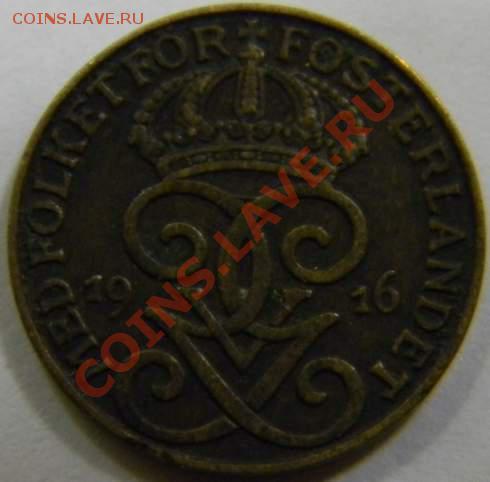 COINS.LAVE.RU
MED FOLKET FÖR FOSTERLANDET
19 16
COINS.LAVE.RU